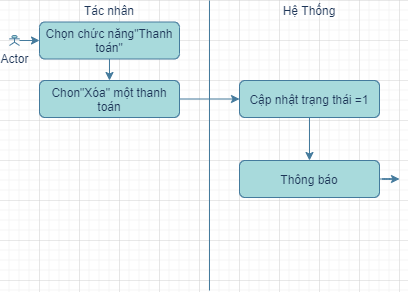 Tác nhân
Hệ Thống
Chọn chức năng"Thanh
toán"
Actor
Chon"Xóa" một thanh
toán
Cập nhật trạng thái =1
Thông báo